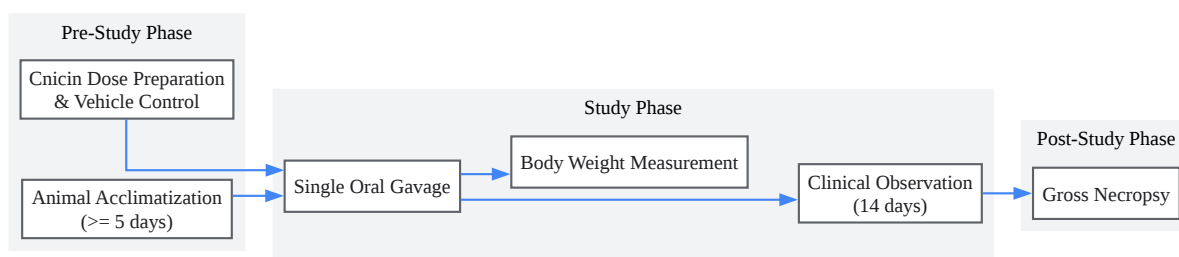 Pre-Study Phase
Cnicin Dose Preparation
& Vehicle Control
Animal Acclimatization
(>= 5 days)
Study Phase
Single Oral Gavage
Body Weight Measurement
Clinical Observation
(14 days)
Post-Study Phase
Gross Necropsy